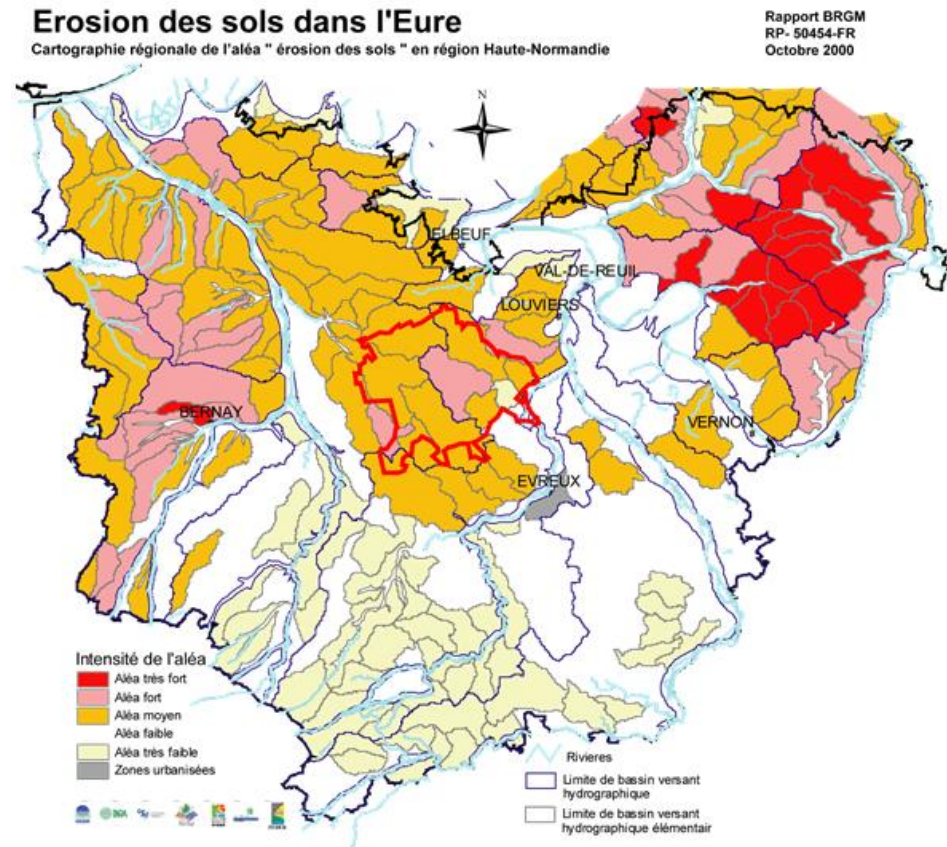 Erosion des sols dans l'Eure
Cartographie régionale de l'aléa " érosion des sols " en région Haute-Normandie
Rapport BRGM
RP- 50454-FR
Octobre 2000
N
ELBEUF
VAL-DE-REUIL
LOUVIERS
BERNAY
VERNON
EVREUX
Intensité de l'aléa
Aléa très fort
Aléa fort
Aléa moyen
Aléa faible
Aléa très faible
Zones urbanisées
Rivieres
Limite de bassin versant
hydrographique
Limite de bassin versant
hydrographique élémentair